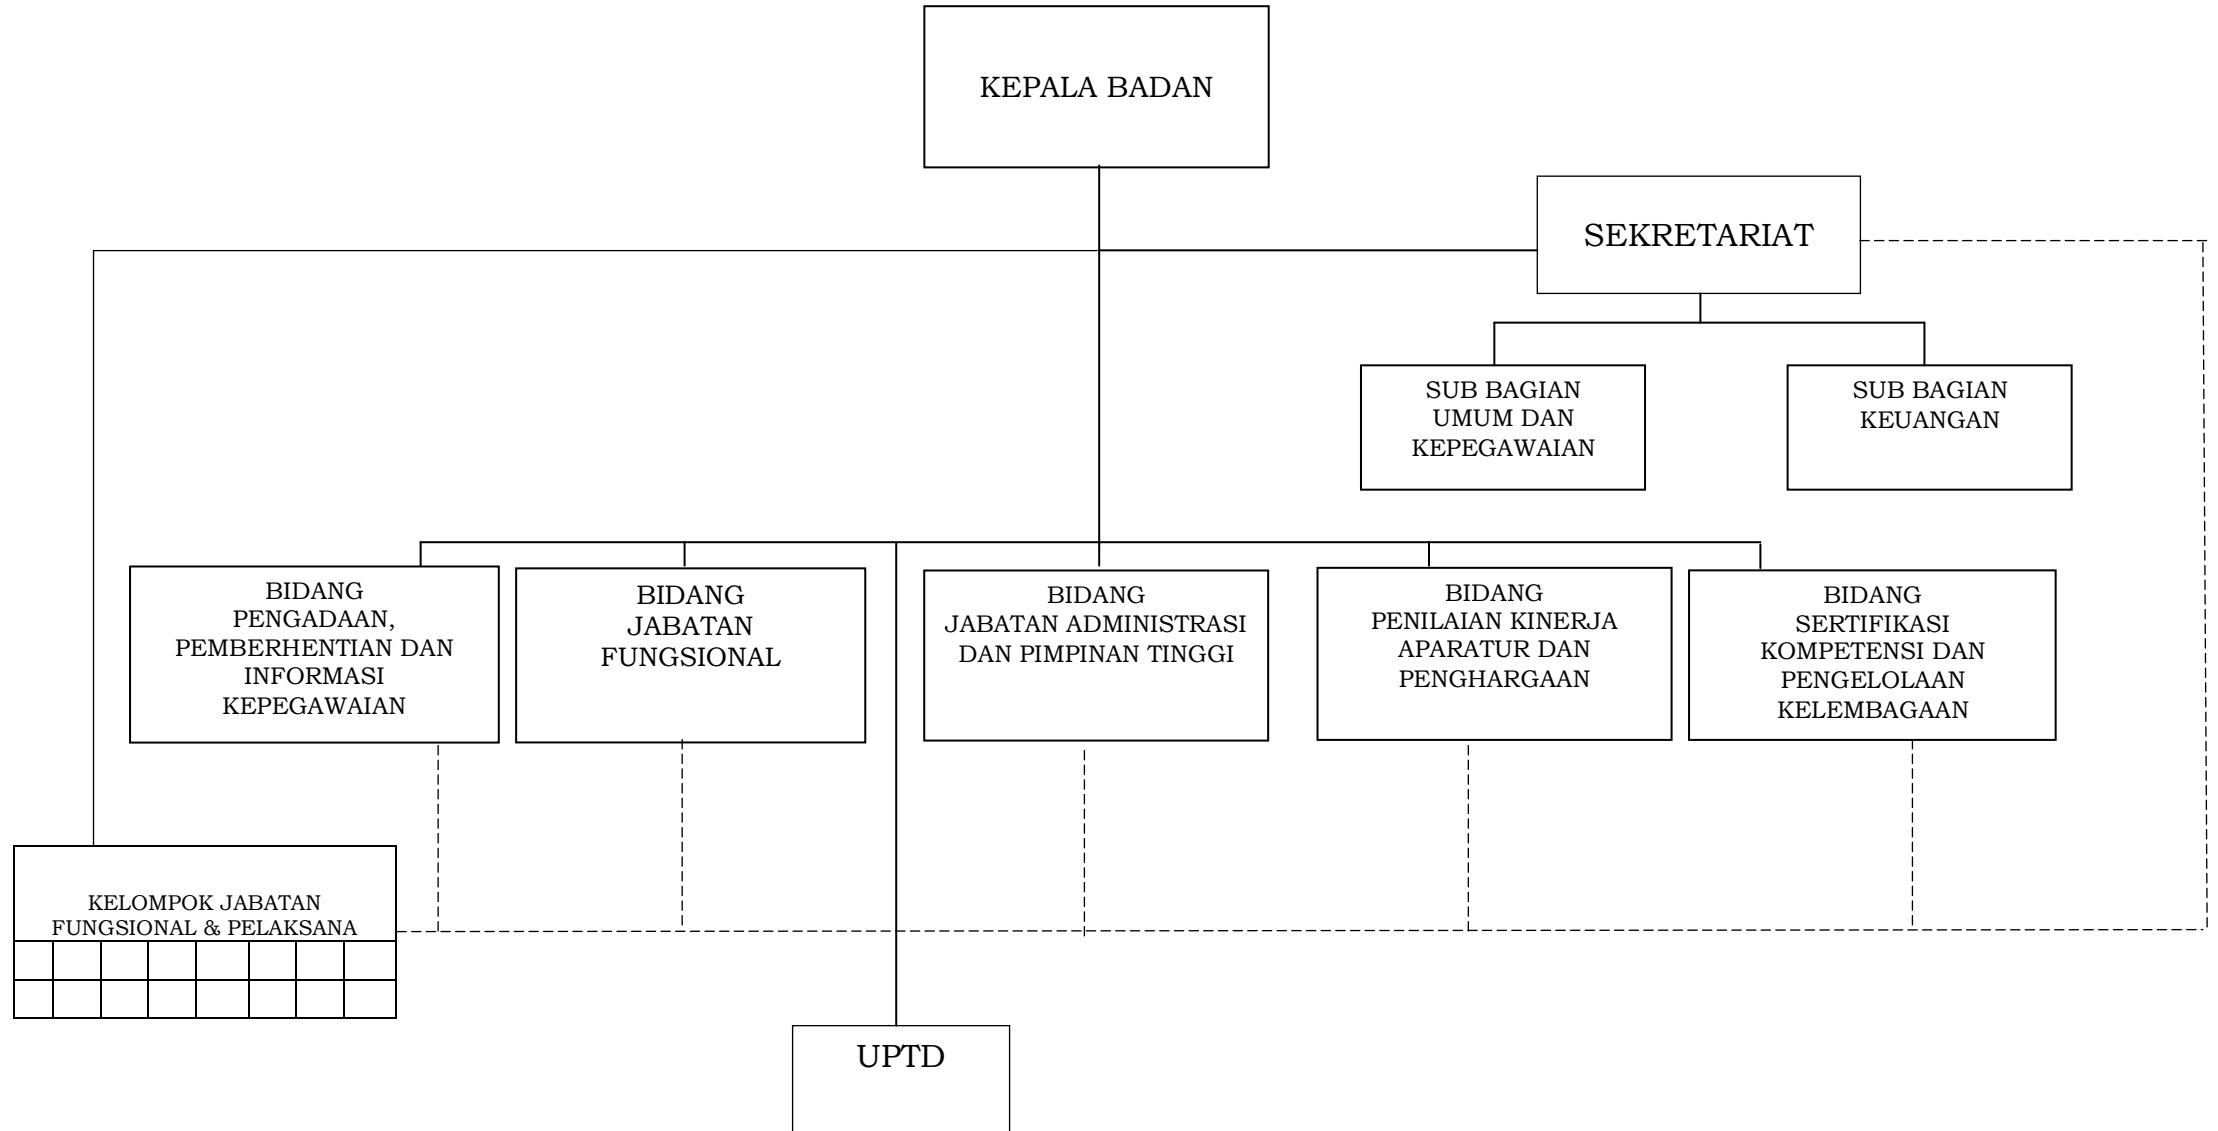 KEPALA BADAN
SEKRETARIAT
SUB BAGIAN
UMUM DAN
KEPEGAWAIAN
SUB BAGIAN
KEUANGAN
BIDANG
PENGADAAN,
PEMBERHENTIAN DAN
INFORMASI
KEPEGAWAIAN
BIDANG
JABATAN
FUNGSIONAL
BIDANG
JABATAN ADMINISTRASI
DAN PIMPINAN TINGGI
BIDANG
PENILAIAN KINERJA
APARATUR DAN
PENGHARGAAN
BIDANG
SERTIFIKASI
KOMPETENSI DAN
PENGELOLAAN
KELEMBAGAAN
KELOMPOK JABATAN
FUNGSIONAL & PELAKSANA
UPTD